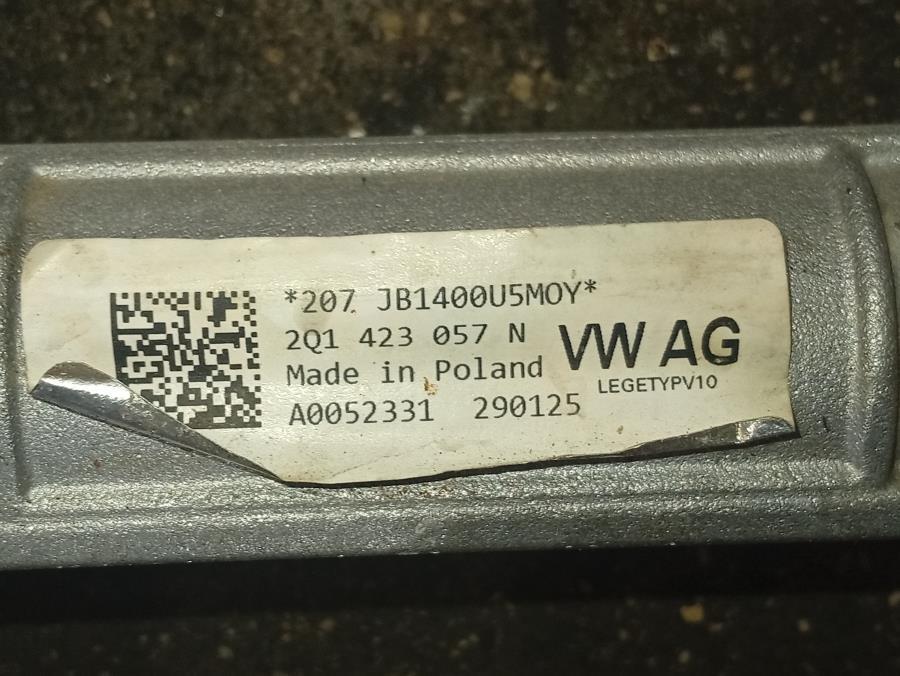 *207 JB1400U5MOY*
2Q1 423 057 N
Made in Poland
A0052331 290125
VW AG
LEGETYPV10